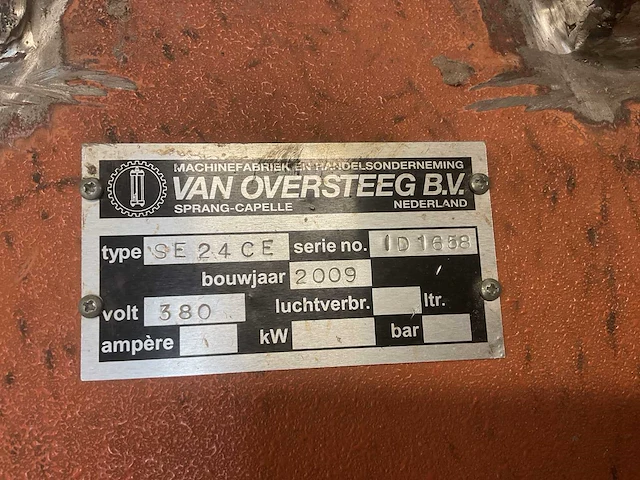 MACHINEFABRIEK EN HANDELSONDERNEMING
VAN OVERSTEEG B.V.
SPRANG-CAPELLE NEDERLAND
type SE 24 CE serie no. ID1658
bouwjaar 2009
volt 380 luchtverbr. ltr.
ampère kW bar